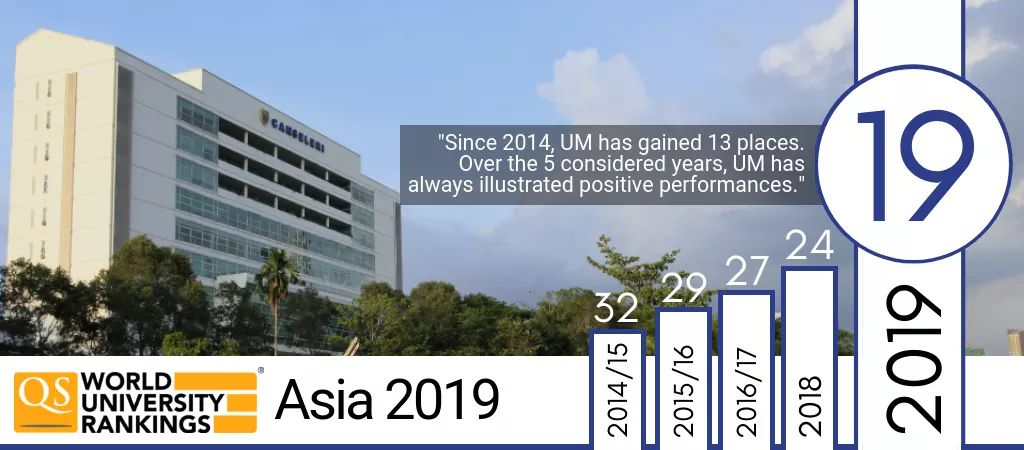 CANSELERI
"Since 2014, UM has gained 13 places.
Over the 5 considered years, UM has
always illustrated positive performances."
19
2019
24
2018
27
2016/17
29
2015/16
32
2014/15
QS WORLD
UNIVERSITY
RANKINGS
®
Asia 2019